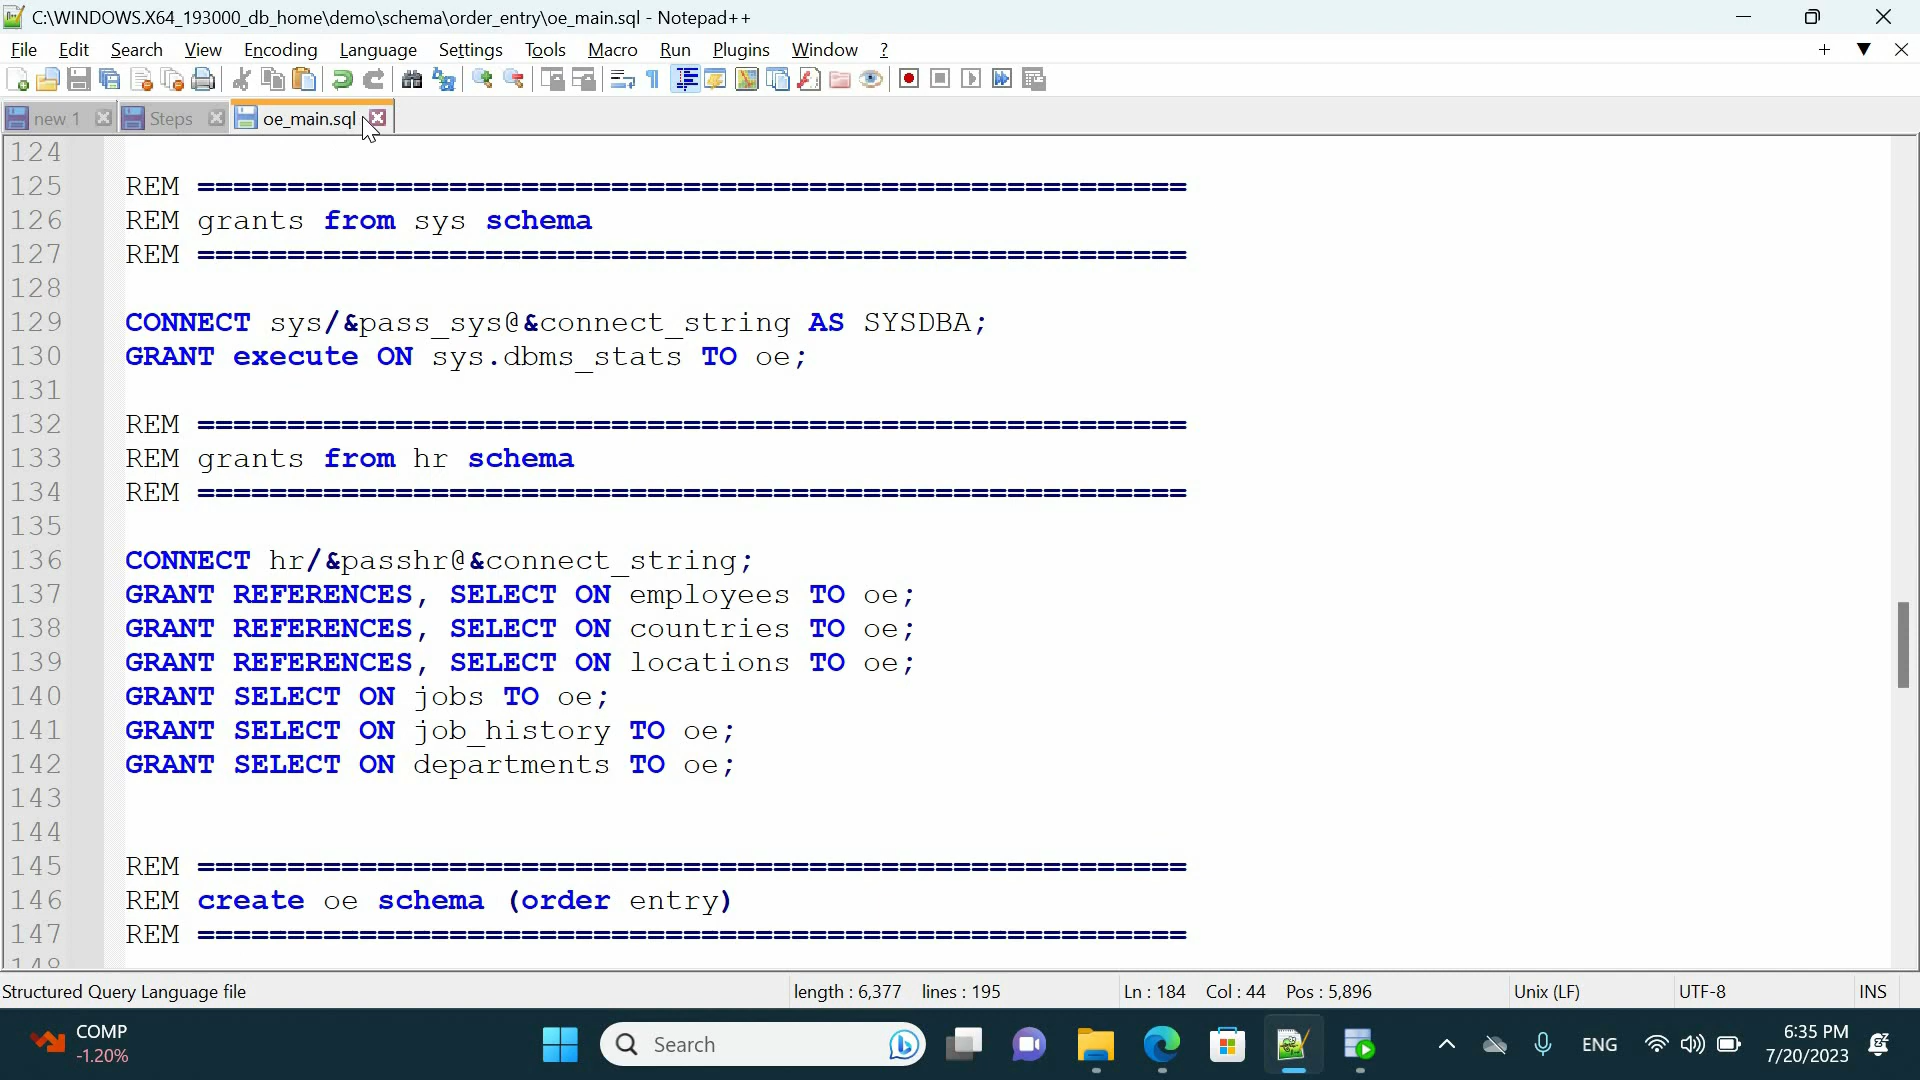 C:\WINDOWS.X64_193000_db_home\demo\schema\order_entry\oe_main.sql - Notepad++
File Edit Search View Encoding Language Settings Tools Macro Run Plugins Window ?
new 1 Steps oe_main.sql
124
125 REM =======================================================
126 REM grants from sys schema
127 REM =======================================================
128
129 CONNECT sys/&pass_sys@&connect_string AS SYSDBA;
130 GRANT execute ON sys.dbms_stats TO oe;
131
132 REM =======================================================
133 REM grants from hr schema
134 REM =======================================================
135
136 CONNECT hr/&passhr@&connect_string;
137 GRANT REFERENCES, SELECT ON employees TO oe;
138 GRANT REFERENCES, SELECT ON countries TO oe;
139 GRANT REFERENCES, SELECT ON locations TO oe;
140 GRANT SELECT ON jobs TO oe;
141 GRANT SELECT ON job_history TO oe;
142 GRANT SELECT ON departments TO oe;
143
144
145 REM =======================================================
146 REM create oe schema (order entry)
147 REM =======================================================
148
Structured Query Language file length : 6,377 lines : 195 Ln : 184 Col : 44 Pos : 5,896 Unix (LF) UTF-8 INS
COMP
-1.20%
Search
ENG
6:35 PM
7/20/2023